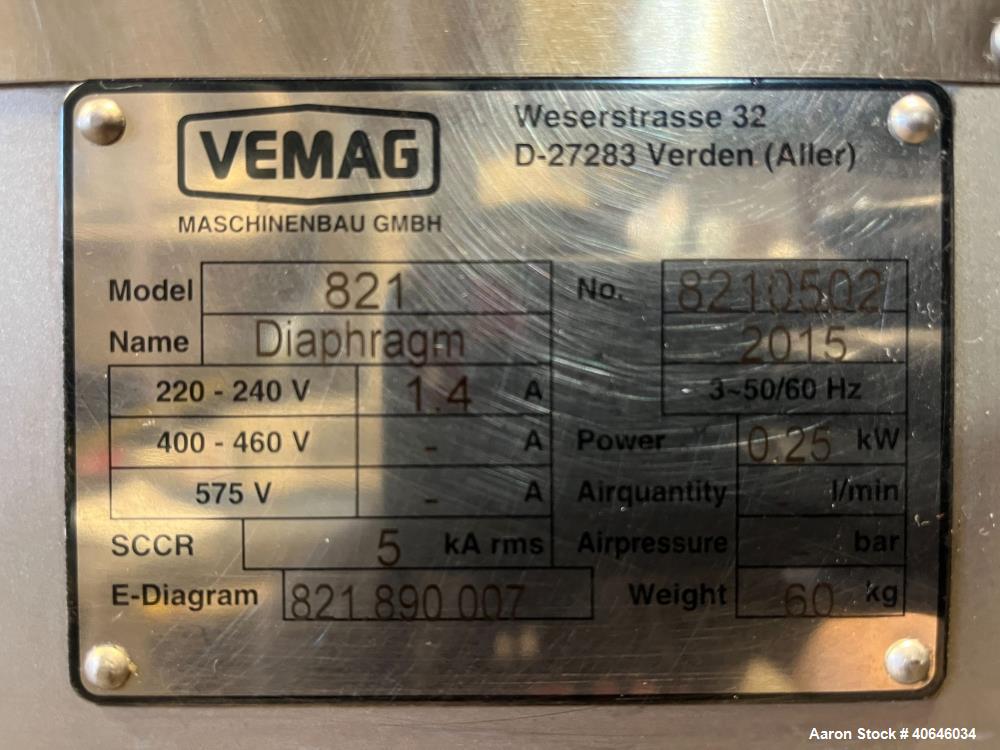 VEMAG
MASCHINENBAU GMBH
Weserstrasse 32
D-27283 Verden (Aller)
Model 821 No. 8210502
Name Diaphragm 2015
220 - 240 V 1.4 A 3~50/60 Hz
400 - 460 V - A Power 0.25 kW
575 V - A Airquantity l/min
SCCR 5 kA rms Airpressure bar
E-Diagram 821.890.007 Weight 60 kg
Aaron Stock # 40646034